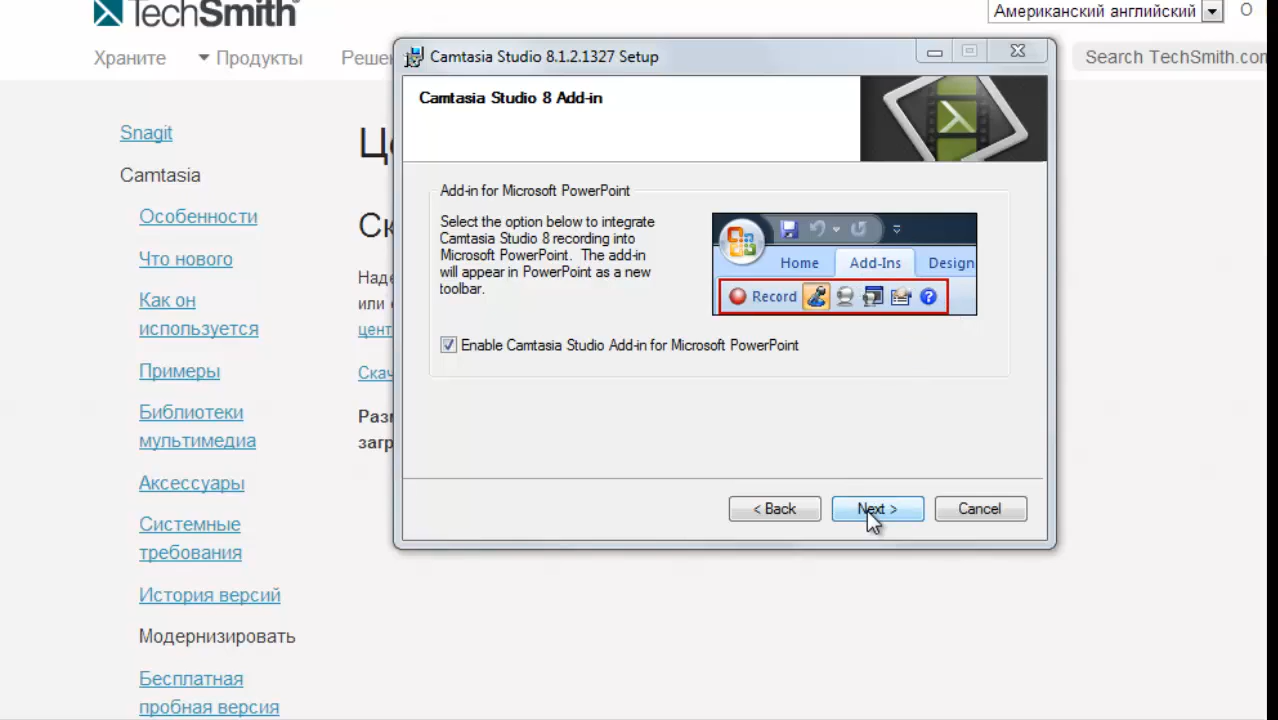 TechSmith
Американский английский
О
Храните
Продукты
Search TechSmith.com
Camtasia Studio 8.1.2.1327 Setup
Camtasia Studio 8 Add-in
Snagit
Camtasia
Особенности
Что нового
Как он
используется
Примеры
Библиотеки
мультимедиа
Аксессуары
Системные
требования
История версий
Модернизировать
Бесплатная
пробная версия
или
Add-in for Microsoft PowerPoint
Select the option below to integrate
Camtasia Studio 8 recording into
Microsoft PowerPoint. The add-in
will appear in PowerPoint as a new
toolbar.
Home
Add-Ins
Design
Record
Enable Camtasia Studio Add-in for Microsoft PowerPoint
< Back
Next >
Cancel